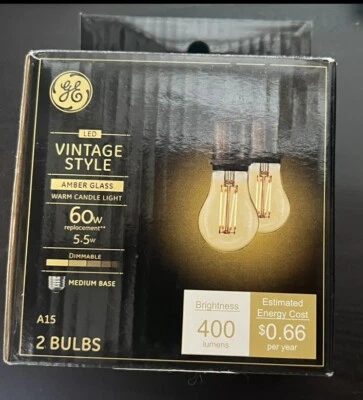 GE
LED
VINTAGE
STYLE
AMBER GLASS
WARM CANDLE LIGHT
60w
replacement**
5.5w
DIMMABLE
MEDIUM BASE
A15
2 BULBS
Brightness
400
lumens
Estimated
Energy Cost
$0.66
per year